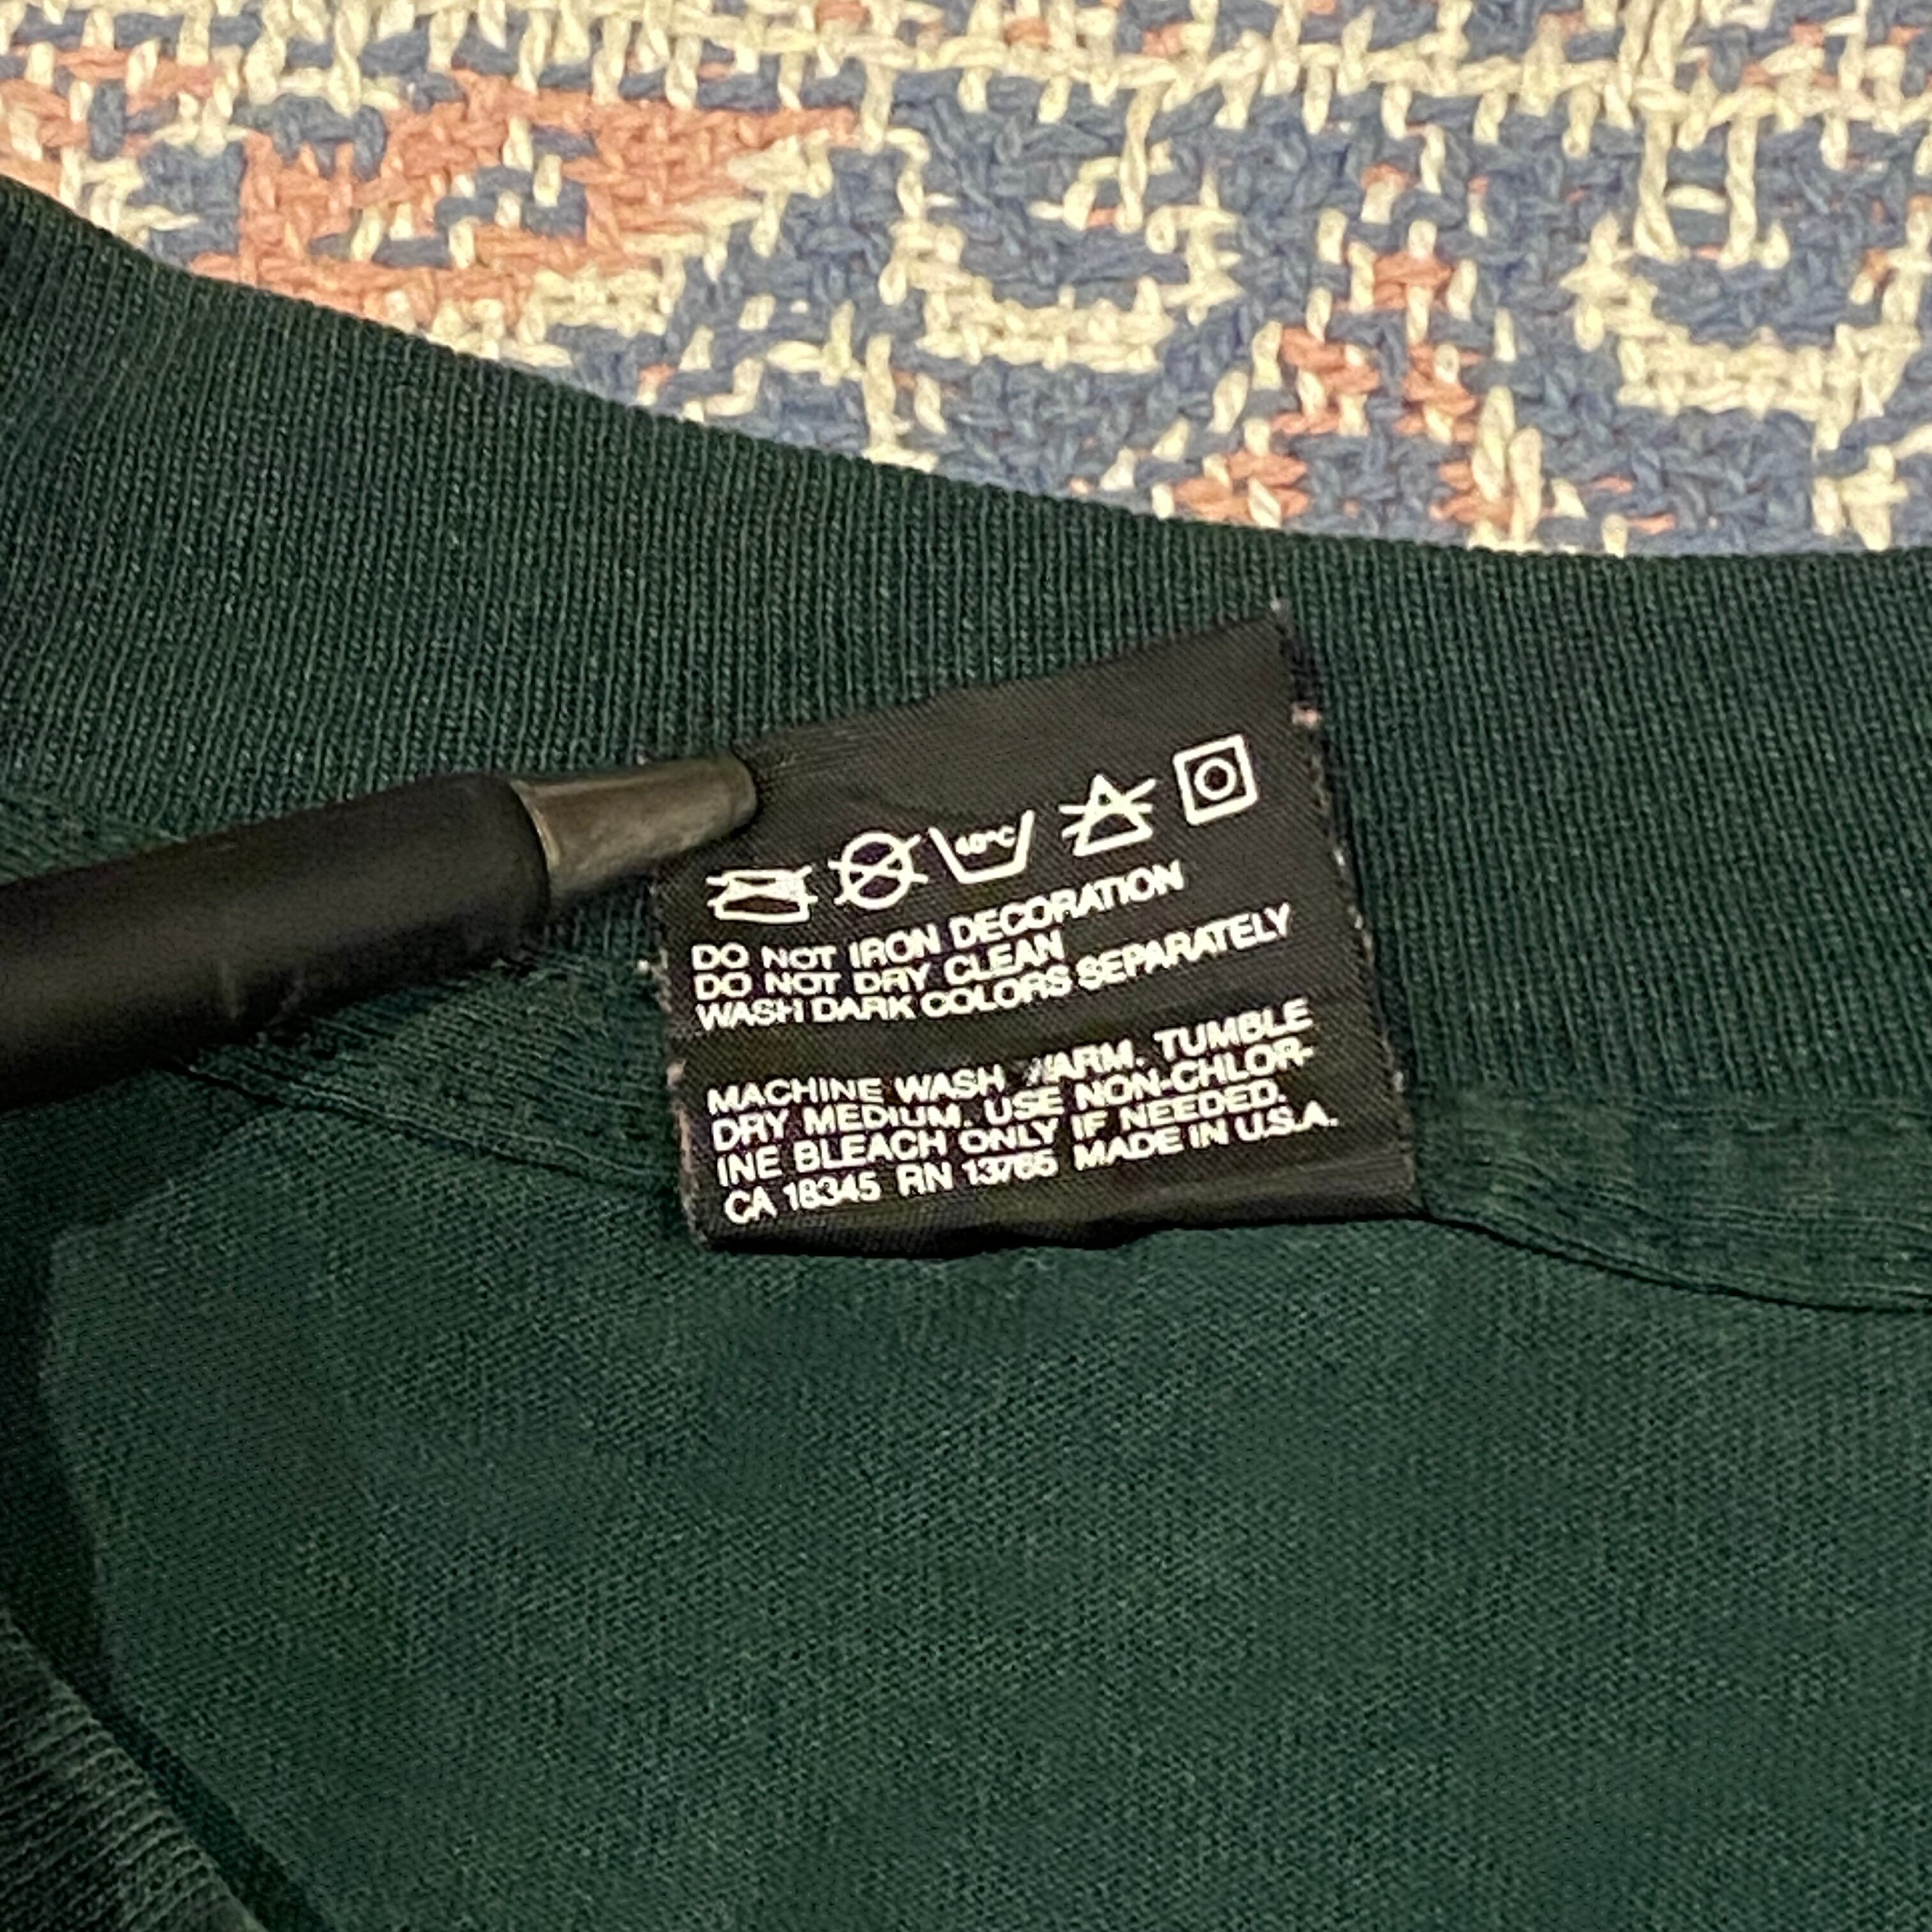 40°C
DO NOT IRON DECORATION
DO NOT DRY CLEAN
WASH DARK COLORS SEPARATELY
MACHINE WASH WARM. TUMBLE
DRY MEDIUM. USE NON-CHLOR-
INE BLEACH ONLY IF NEEDED.
CA 18345 RN 13765 MADE IN U.S.A.